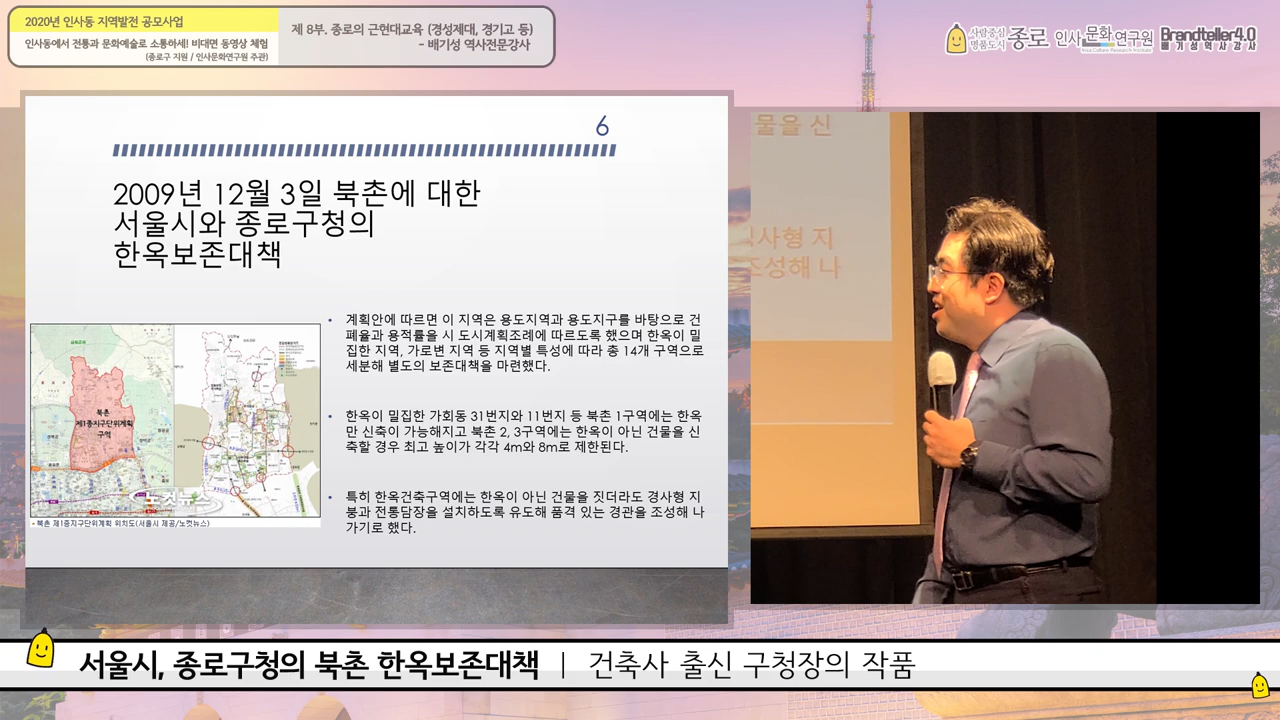 2020년 인사동 지역발전 공모사업
인사동에서 전통과 문화예술로 소통하세! 비대면 동영상 체험
(종로구 지원 / 인사문화연구원 주관)
제 8부. 종로의 근현대교육 (경성제대, 경기고 등)
- 배기성 역사전문강사
사람중심
명품도시 종로
인사문화연구원
Insa Culture Research Institute
Brandteller4.0
배기성역사강사
6
2009년 12월 3일 북촌에 대한
서울시와 종로구청의
한옥보존대책
• 계획안에 따르면 이 지역은 용도지역과 용도지구를 바탕으로 건
폐율과 용적률을 시 도시계획조례에 따르도록 했으며 한옥이 밀
집한 지역, 가로변 지역 등 지역별 특성에 따라 총 14개 구역으로
세분해 별도의 보존대책을 마련했다.
• 한옥이 밀집한 가회동 31번지와 11번지 등 북촌 1구역에는 한옥
만 신축이 가능해지고 북촌 2, 3구역에는 한옥이 아닌 건물을 신
축할 경우 최고 높이가 각각 4m와 8m로 제한된다.
• 특히 한옥건축구역에는 한옥이 아닌 건물을 짓더라도 경사형 지
붕과 전통담장을 설치하도록 유도해 품격 있는 경관을 조성해 나
가기로 했다.
북촌
제1종지구단위계획
구역
노컷뉴스
북촌 제1종지구단위계획 위치도(서울시 제공/노컷뉴스)
물을 신
사형 지
조성해 나
서울시, 종로구청의 북촌 한옥보존대책 | 건축사 출신 구청장의 작품